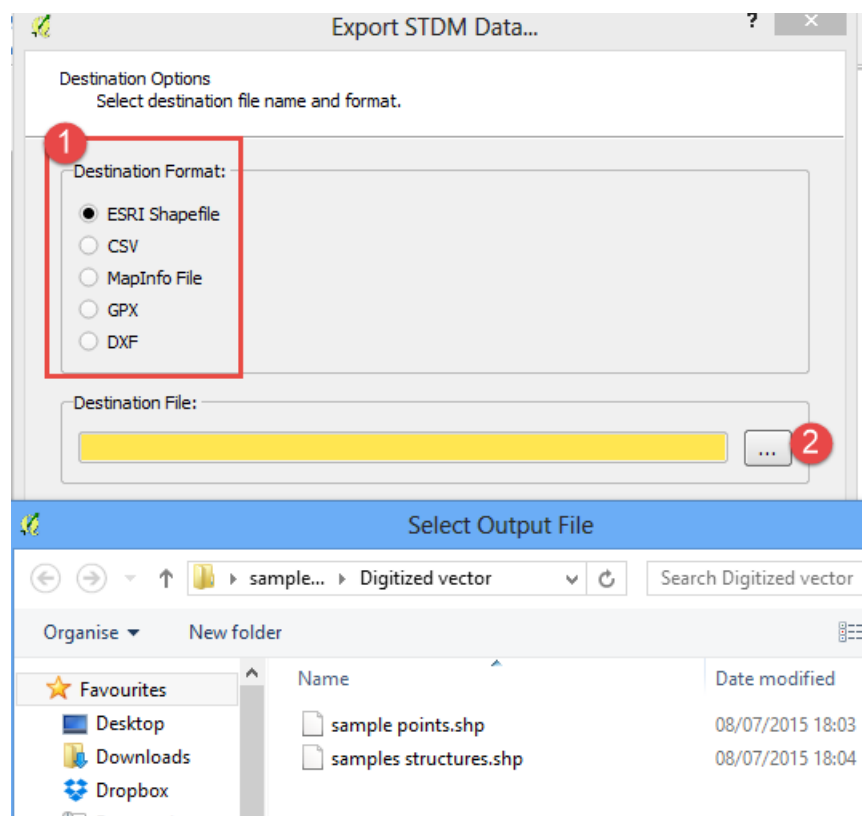 Export STDM Data...
?
×
Destination Options
Select destination file name and format.
1
Destination Format:
ESRI Shapefile
CSV
MapInfo File
GPX
DXF
Destination File:
...
2
Select Output File
sample... Digitized vector
Search Digitized vector
Organise
New folder
Name
Date modified
Favourites
sample points.shp
08/07/2015 18:03
Desktop
samples structures.shp
08/07/2015 18:04
Downloads
Dropbox